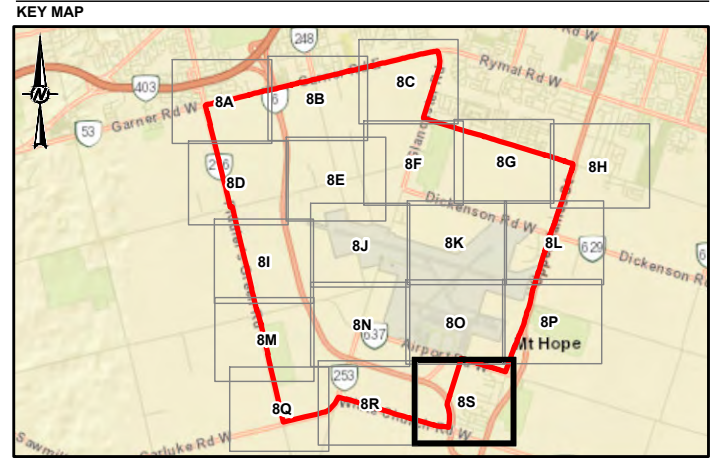 KEY MAP
248
8C
Rymal Rd W
403
8A
6
8B
N
Garner Rd W
53
8F
8G
8H
8E
8D
Dickenson Rd W
8J
8K
8L
629
Dickenson Rd
8I
8N
8O
8P
637
8M
Airport Rd W
Mt Hope
253
8S
8Q
8R
Carluke Rd W